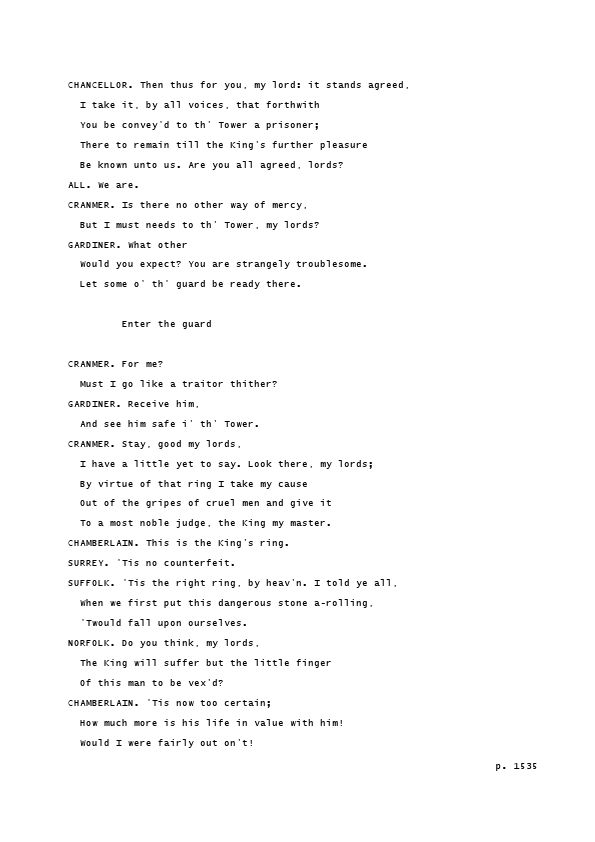 CHANCELLOR. Then thus for you, my lord: it stands agreed,
I take it, by all voices, that forthwith
You be convey'd to th' Tower a prisoner;
There to remain till the King's further pleasure
Be known unto us. Are you all agreed, lords?
ALL. We are.
CRANMER. Is there no other way of mercy,
But I must needs to th' Tower, my lords?
GARDINER. What other
Would you expect? You are strangely troublesome.
Let some o' th' guard be ready there.
Enter the guard
CRANMER. For me?
Must I go like a traitor thither?
GARDINER. Receive him,
And see him safe i' th' Tower.
CRANMER. Stay, good my lords,
I have a little yet to say. Look there, my lords;
By virtue of that ring I take my cause
Out of the gripes of cruel men and give it
To a most noble judge, the King my master.
CHAMBERLAIN. This is the King's ring.
SURREY. 'Tis no counterfeit.
SUFFOLK. 'Tis the right ring, by heav'n. I told ye all,
When we first put this dangerous stone a-rolling,
'Twould fall upon ourselves.
NORFOLK. Do you think, my lords,
The King will suffer but the little finger
Of this man to be vex'd?
CHAMBERLAIN. 'Tis now too certain;
How much more is his life in value with him!
Would I were fairly out on't!
p. 1535